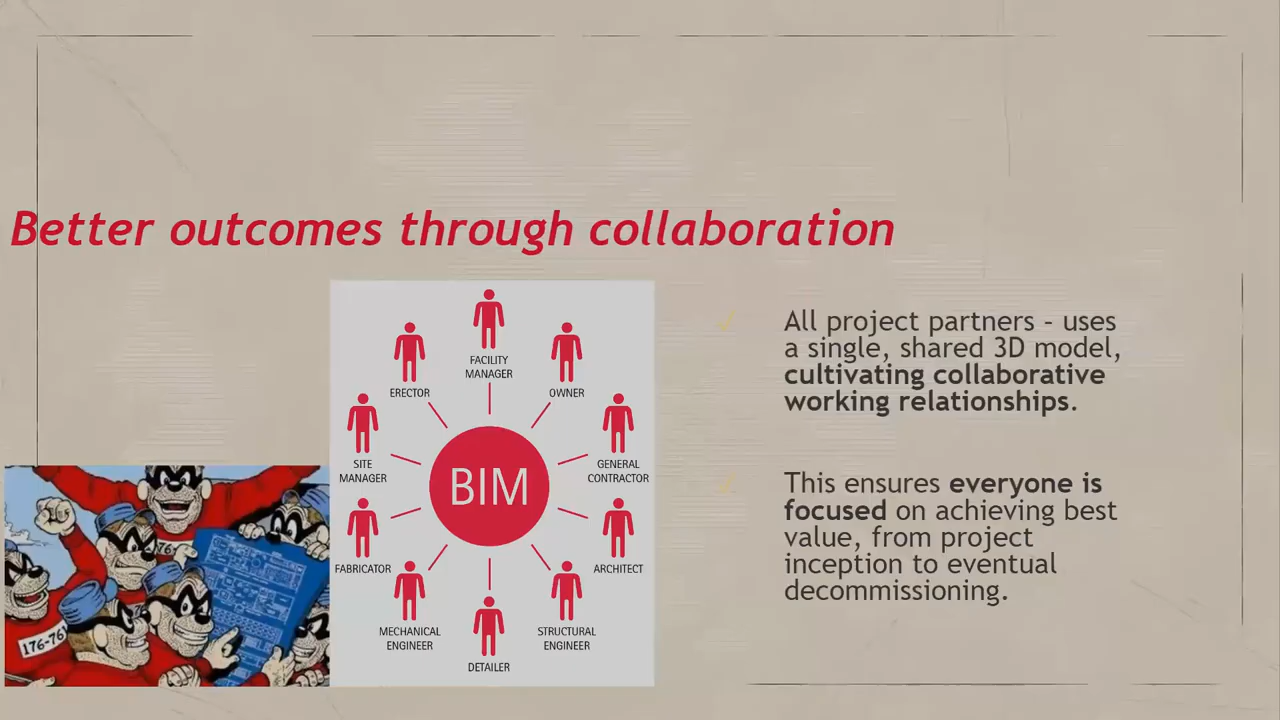 Better outcomes through collaboration
FACILITY
MANAGER
ERECTOR
OWNER
SITE
MANAGER
GENERAL
CONTRACTOR
BIM
FABRICATOR
ARCHITECT
MECHANICAL
ENGINEER
STRUCTURAL
ENGINEER
DETAILER
176-761
176
All project partners - uses
a single, shared 3D model,
cultivating collaborative
working relationships.
This ensures everyone is
focused on achieving best
value, from project
inception to eventual
decommissioning.